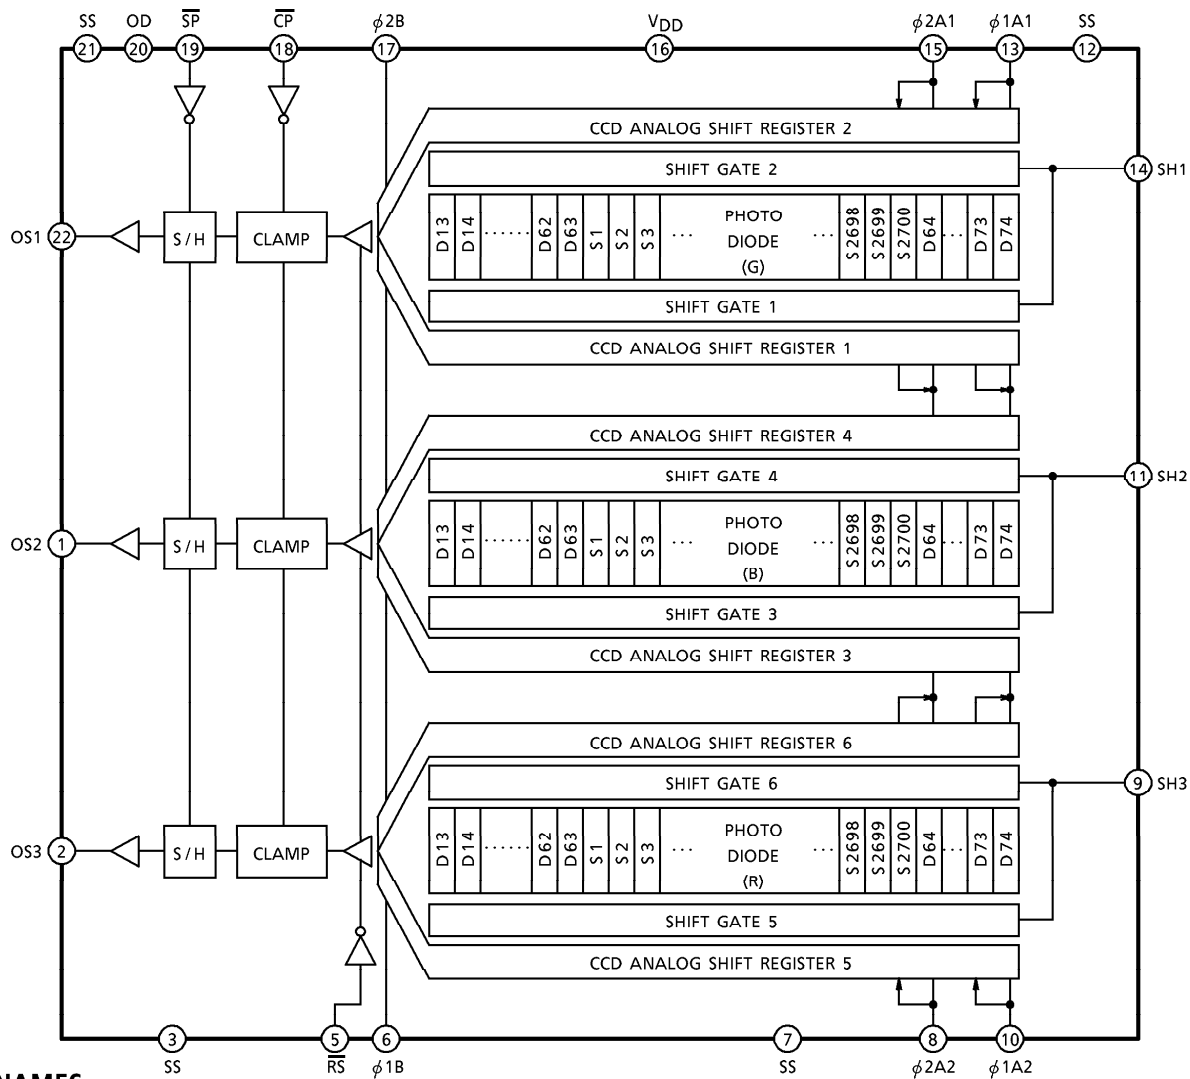 SS OD SP CP ϕ2B VDD ϕ2A1 ϕ1A1 SS
21 20 19 18 17 16 15 13 12
CCD ANALOG SHIFT REGISTER 2
SHIFT GATE 2
14 SH1
D13 D14 ...... D62 D63 S1 S2 S3 ... PHOTO DIODE (G) ... S2698 S2699 S2700 D64 ... D73 D74
OS1 22 S/H CLAMP
SHIFT GATE 1
CCD ANALOG SHIFT REGISTER 1
CCD ANALOG SHIFT REGISTER 4
SHIFT GATE 4
11 SH2
D13 D14 ...... D62 D63 S1 S2 S3 ... PHOTO DIODE (B) ... S2698 S2699 S2700 D64 ... D73 D74
OS2 1 S/H CLAMP
SHIFT GATE 3
CCD ANALOG SHIFT REGISTER 3
CCD ANALOG SHIFT REGISTER 6
SHIFT GATE 6
9 SH3
D13 D14 ...... D62 D63 S1 S2 S3 ... PHOTO DIODE (R) ... S2698 S2699 S2700 D64 ... D73 D74
OS3 2 S/H CLAMP
SHIFT GATE 5
CCD ANALOG SHIFT REGISTER 5
3 5 6 7 8 10
SS RS ϕ1B SS ϕ2A2 ϕ1A2